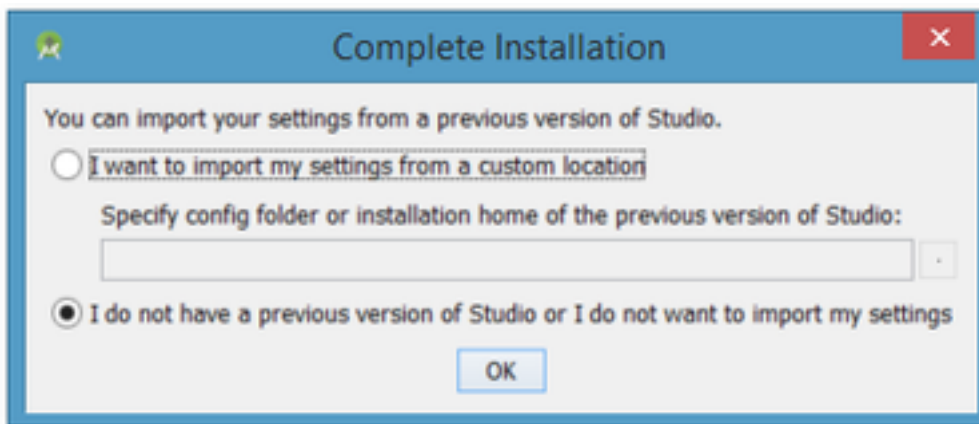 Complete Installation
You can import your settings from a previous version of Studio.
I want to import my settings from a custom location
Specify config folder or installation home of the previous version of Studio:
I do not have a previous version of Studio or I do not want to import my settings
OK